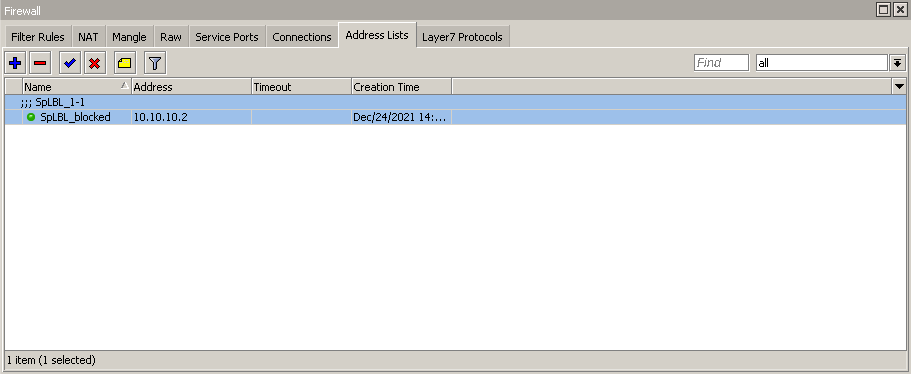 Firewall
Filter Rules NAT Mangle Raw Service Ports Connections Address Lists Layer7 Protocols
Find all
Name Address Timeout Creation Time
;;; SpLBL_1-1
SpLBL_blocked 10.10.10.2 Dec/24/2021 14:...
1 item (1 selected)